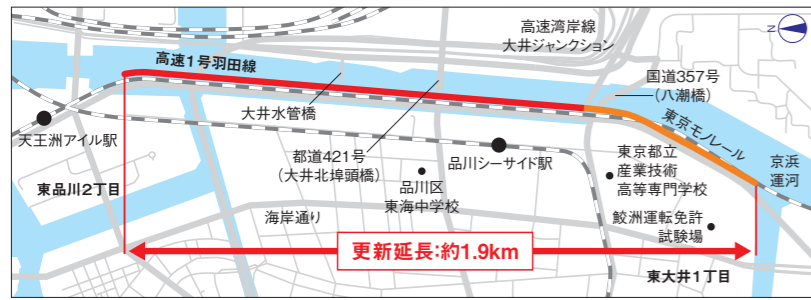 高速湾岸線
大井ジャンクション
N
高速1号羽田線
国道357号
(八潮橋)
大井水管橋
天王洲アイル駅
東京モノレール
都道421号
(大井北埠頭橋)
品川シーサイド駅
東京都立
産業技術
高等専門学校
京浜
運河
東品川2丁目
品川区
東海中学校
海岸通り
鮫洲運転免許
試験場
更新延長:約1.9km
東大井1丁目